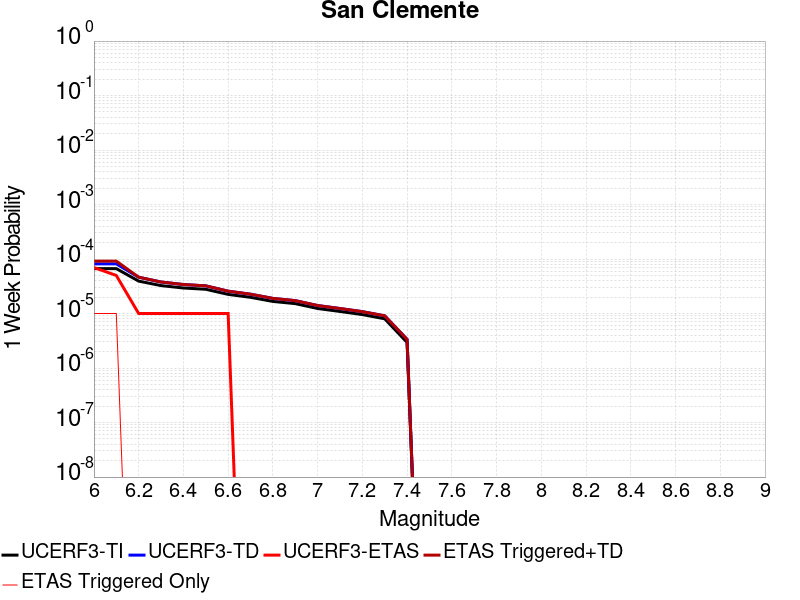 San Clemente
10^0
10^-1
10^-2
10^-3
10^-4
10^-5
10^-6
10^-7
10^-8
1 Week Probability
6 6.2 6.4 6.6 6.8 7 7.2 7.4 7.6 7.8 8 8.2 8.4 8.6 8.8 9
Magnitude
UCERF3-TI UCERF3-TD UCERF3-ETAS ETAS Triggered+TD
ETAS Triggered Only